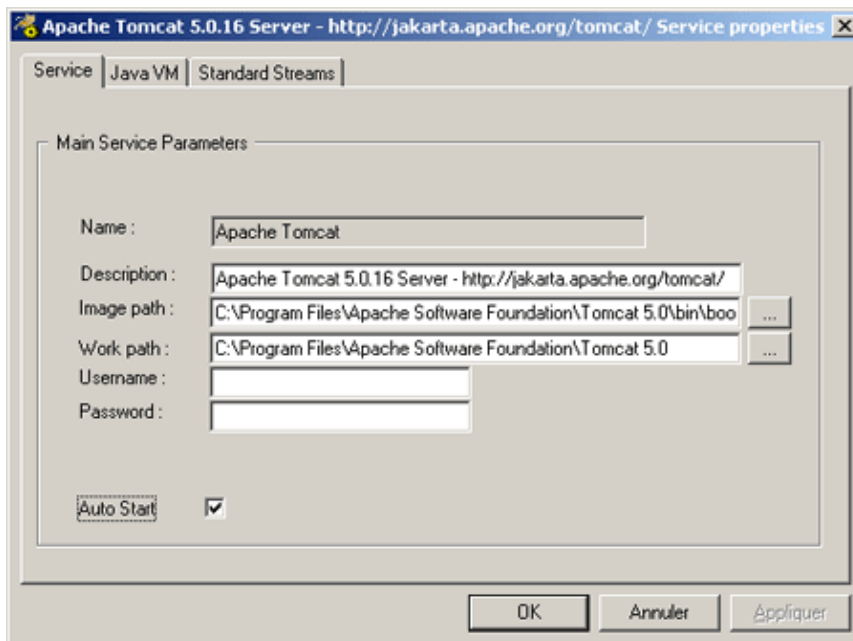 Apache Tomcat 5.0.16 Server - http://jakarta.apache.org/tomcat/ Service properties
Service Java VM Standard Streams
Main Service Parameters
Name : Apache Tomcat
Description : Apache Tomcat 5.0.16 Server - http://jakarta.apache.org/tomcat/
Image path : C:\Program Files\Apache Software Foundation\Tomcat 5.0\bin\boo ...
Work path : C:\Program Files\Apache Software Foundation\Tomcat 5.0 ...
Username :
Password :
Auto Start
OK Annuler Appliquer